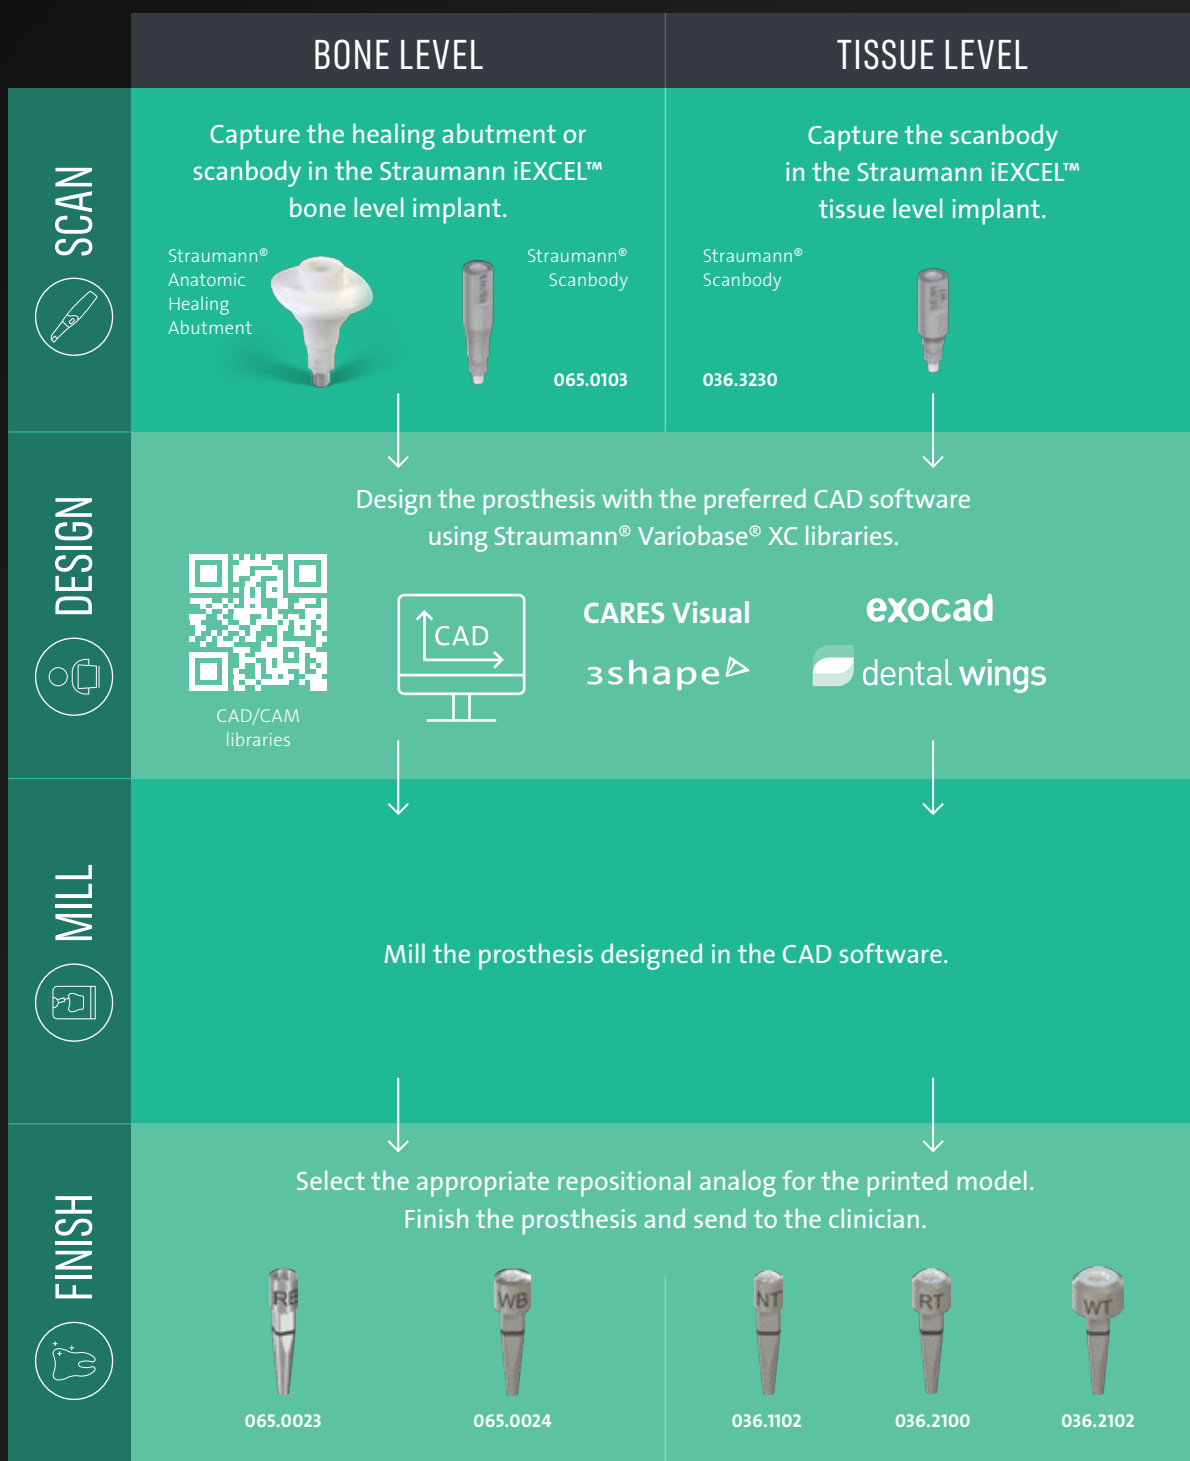 BONE LEVEL
TISSUE LEVEL
SCAN
Capture the healing abutment or
scanbody in the Straumann iEXCEL™
bone level implant.
Straumann®
Anatomic
Healing
Abutment
Straumann®
Scanbody
065.0103
Capture the scanbody
in the Straumann iEXCEL™
tissue level implant.
Straumann®
Scanbody
036.3230
DESIGN
Design the prosthesis with the preferred CAD software
using Straumann® Variobase® XC libraries.
CAD/CAM
libraries
CAD
CARES Visual
3shape
exocad
dental wings
MILL
Mill the prosthesis designed in the CAD software.
FINISH
Select the appropriate repositional analog for the printed model.
Finish the prosthesis and send to the clinician.
RB
WB
NT
RT
WT
065.0023
065.0024
036.1102
036.2100
036.2102